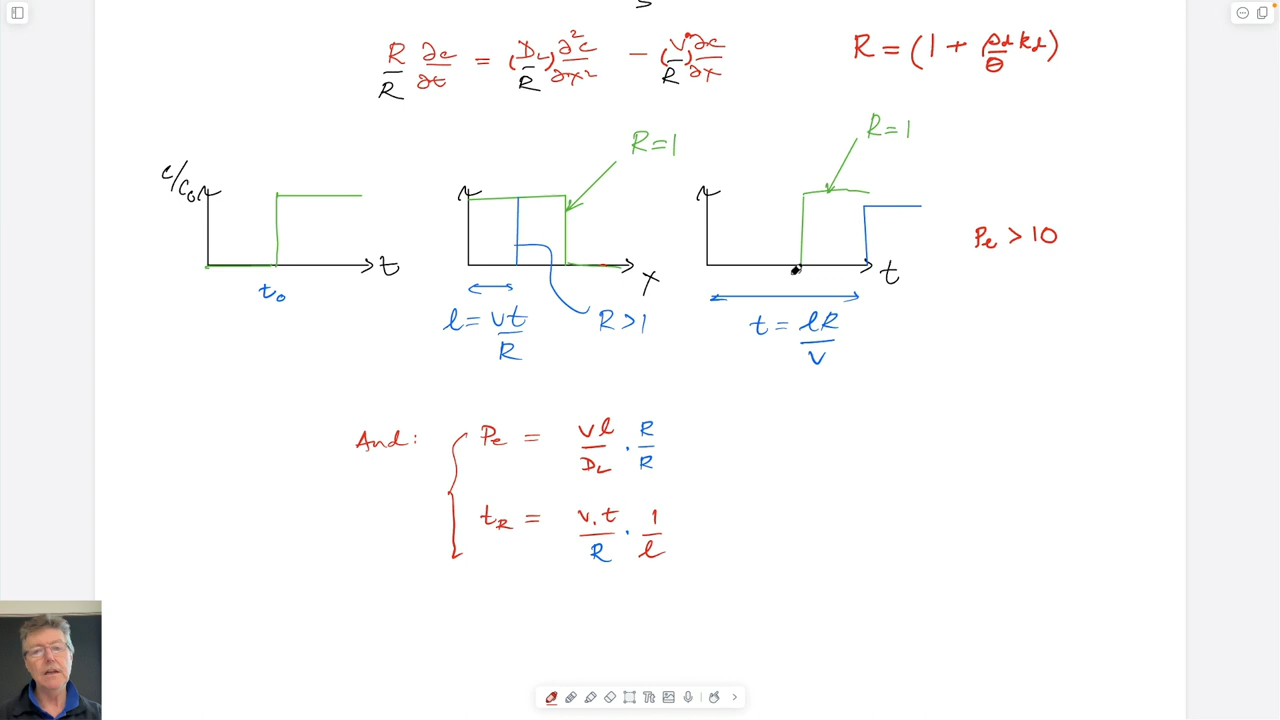 R/R ∂c/∂t = (D_L/R) ∂²c/∂x² − (V/R) ∂c/∂x
R = (1 + ρ_d k_d/θ)
c/c₀
t
t₀
R=1
x
l = vt/R
R>1
R=1
t
t = lR/v
Pe > 10
And:
Pe = vl/D_L · R/R
t_R = v.t/R · 1/l
Tt